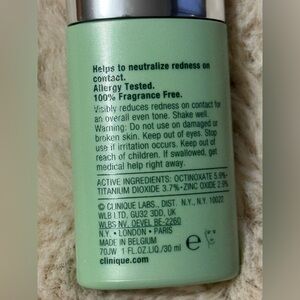 Helps to neutralize redness on
contact.
Allergy Tested.
100% Fragrance Free.
Visibly reduces redness on contact for
an overall even tone. Shake well.
Warning: Do not use on damaged or
broken skin. Keep out of eyes. Stop
use if irritation occurs. Keep out of
reach of children. If swallowed, get
medical help right away.
ACTIVE INGREDIENTS: OCTINOXATE 5.0%•
TITANIUM DIOXIDE 3.7%•ZINC OXIDE 2.9%
© CLINIQUE LABS., DIST. N.Y., N.Y. 10022
WLB LTD, GU32 3DD, UK
WLBS NV, OEVEL BE-2260
N.Y. • LONDON • PARIS
MADE IN BELGIUM
70JW 1 FL.OZ.LIQ./30 ml e
clinique.com